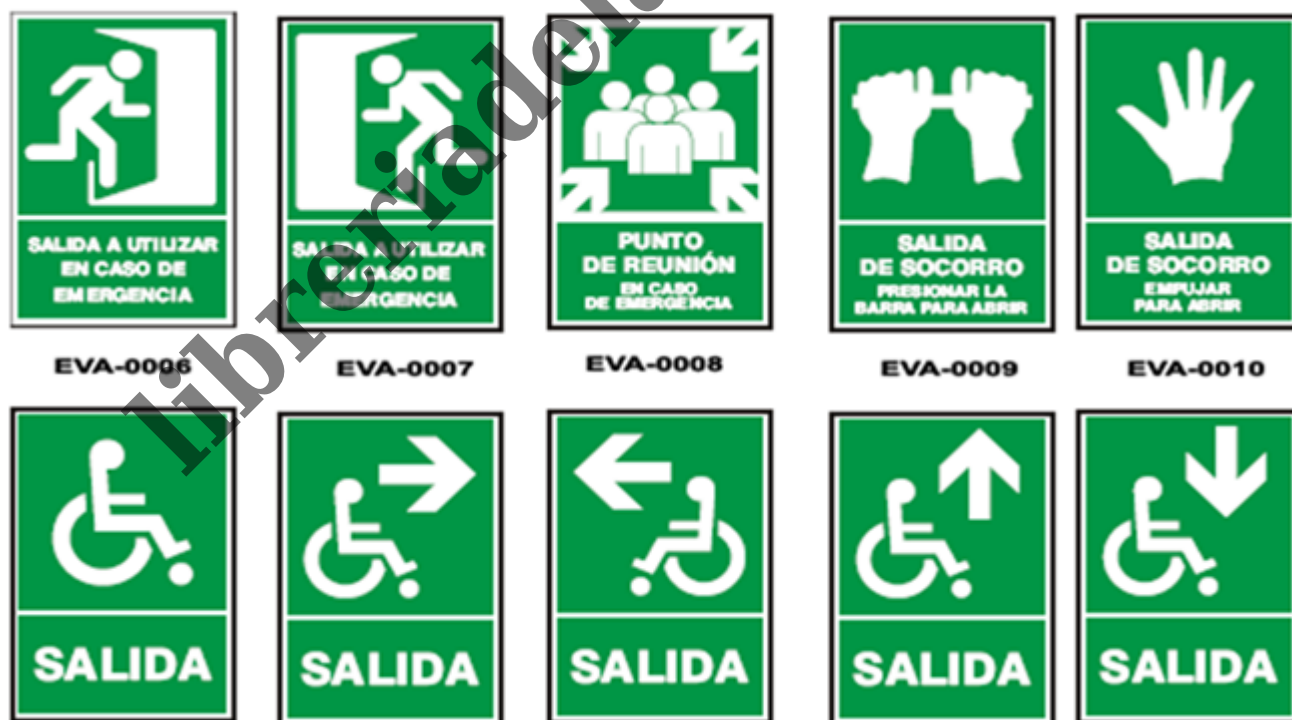 SALIDA A UTILIZAR
EN CASO DE
EMERGENCIA
SALIDA A UTILIZAR
EN CASO DE
EMERGENCIA
PUNTO
DE REUNIÓN
EN CASO
DE EMERGENCIA
SALIDA
DE SOCORRO
PRESIONAR LA
BARRA PARA ABRIR
SALIDA
DE SOCORRO
EMPUJAR
PARA ABRIR
EVA-0006
EVA-0007
EVA-0008
EVA-0009
EVA-0010
SALIDA
SALIDA
SALIDA
SALIDA
SALIDA